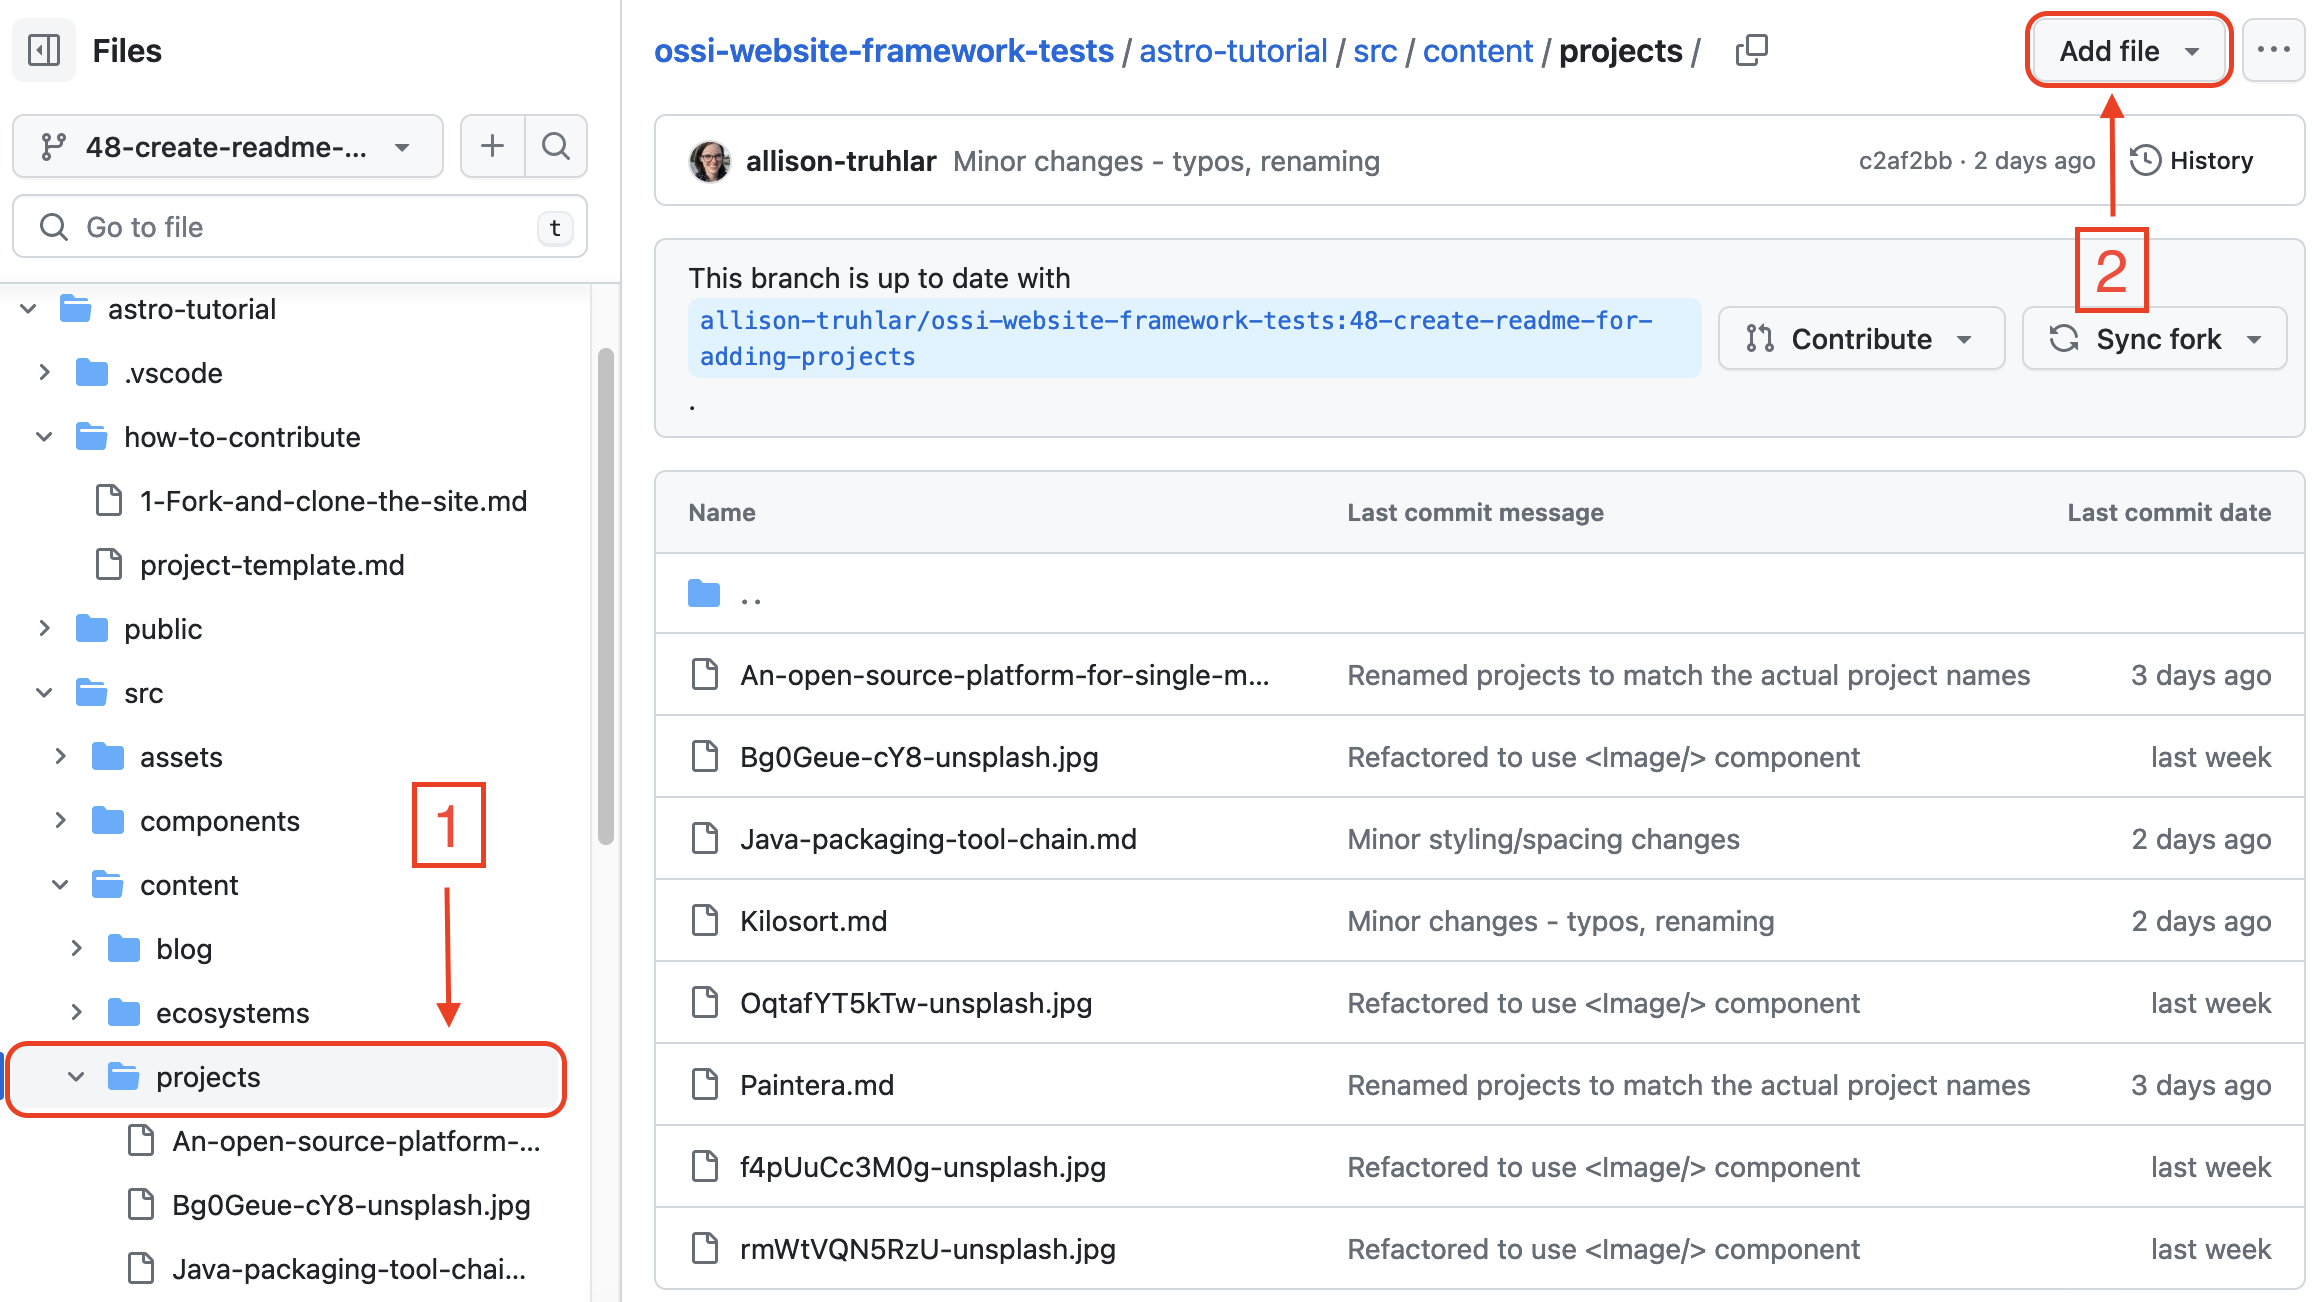 Files
48-create-readme-...
Go to file
t
astro-tutorial
.vscode
how-to-contribute
1-Fork-and-clone-the-site.md
project-template.md
public
src
assets
components
1
content
blog
ecosystems
projects
An-open-source-platform-...
Bg0Geue-cY8-unsplash.jpg
Java-packaging-tool-chai...
ossi-website-framework-tests / astro-tutorial / src / content / projects /
Add file
allison-truhlar Minor changes - typos, renaming c2af2bb · 2 days ago History
2
This branch is up to date with
allison-truhlar/ossi-website-framework-tests:48-create-readme-for-
adding-projects
.
Contribute
Sync fork
Name Last commit message Last commit date
..
An-open-source-platform-for-single-m... Renamed projects to match the actual project names 3 days ago
Bg0Geue-cY8-unsplash.jpg Refactored to use <Image/> component last week
Java-packaging-tool-chain.md Minor styling/spacing changes 2 days ago
Kilosort.md Minor changes - typos, renaming 2 days ago
OqtafYT5kTw-unsplash.jpg Refactored to use <Image/> component last week
Paintera.md Renamed projects to match the actual project names 3 days ago
f4pUuCc3M0g-unsplash.jpg Refactored to use <Image/> component last week
rmWtVQN5RzU-unsplash.jpg Refactored to use <Image/> component last week